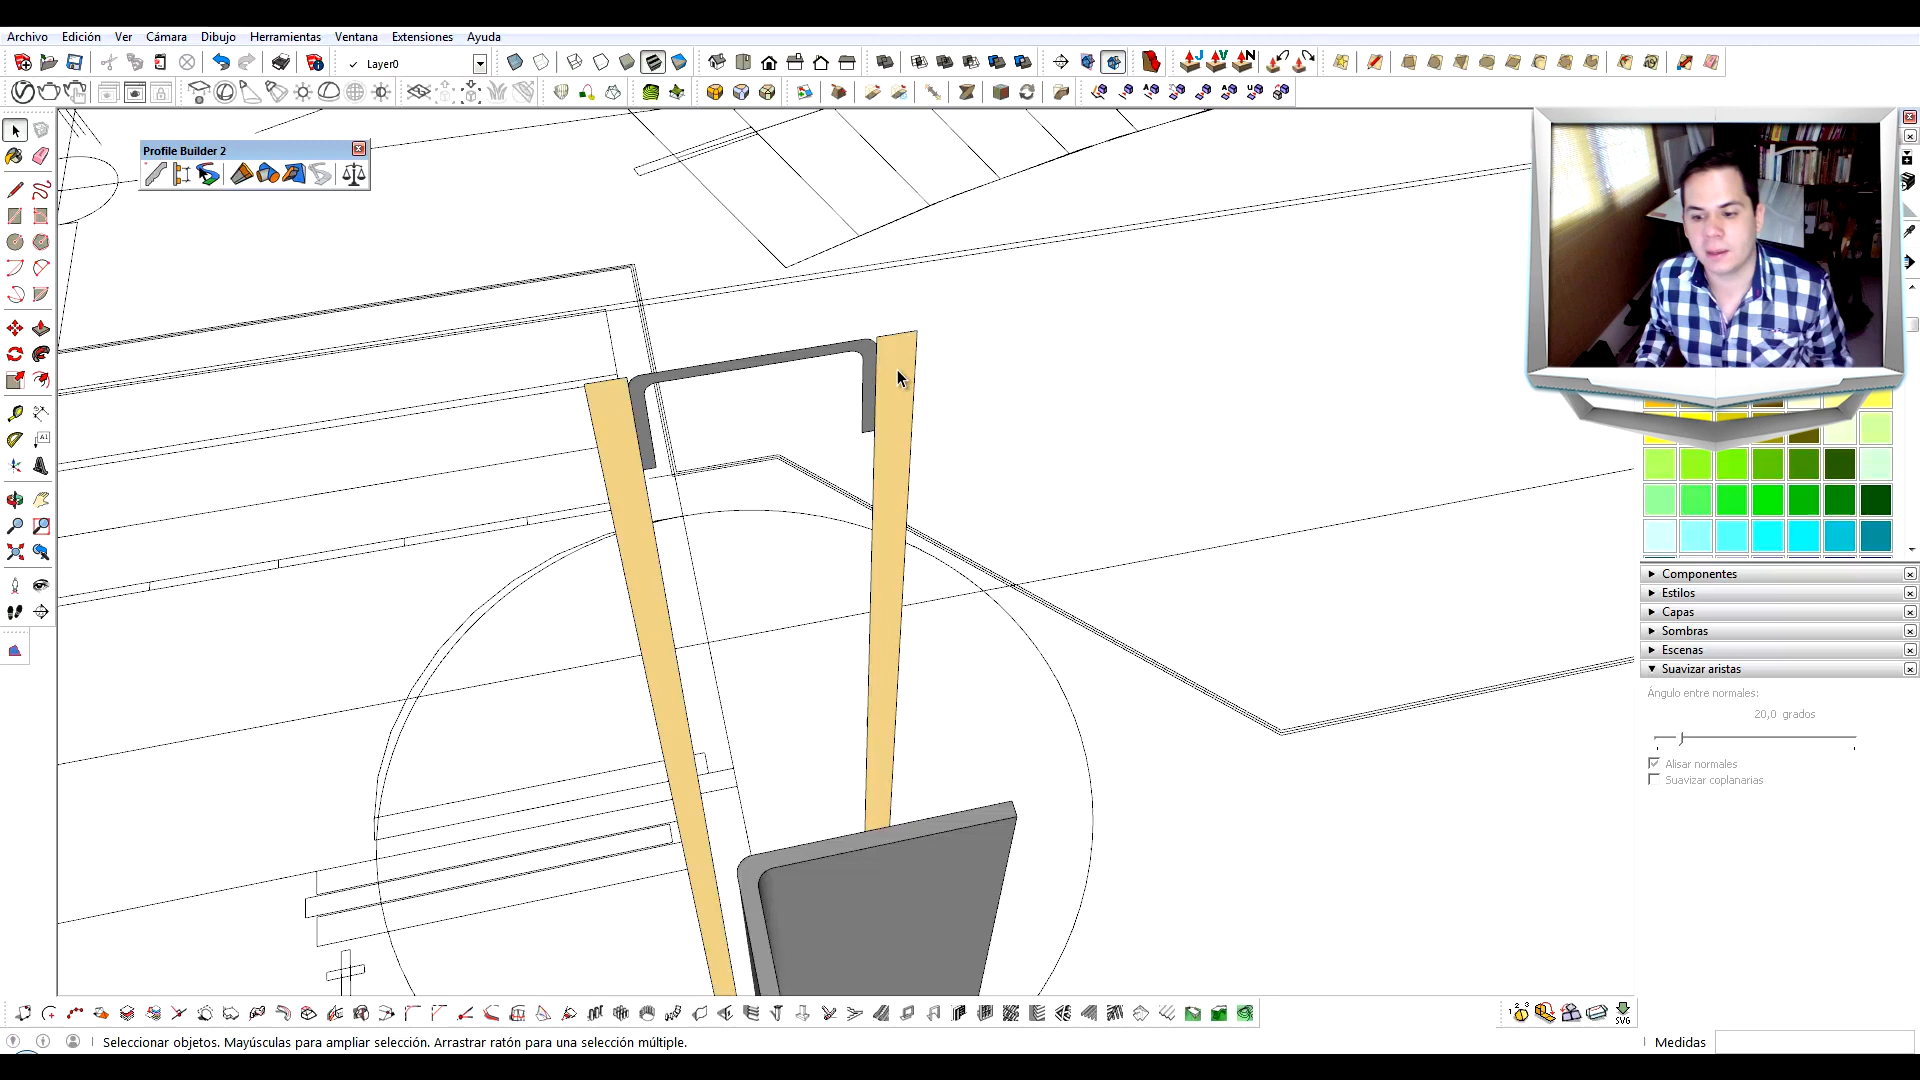 Archivo Edición Ver Cámara Dibujo Herramientas Ventana Extensiones Ayuda
Layer0
Profile Builder 2
Componentes
Estilos
Capas
Sombras
Escenas
Suavizar aristas
Ángulo entre normales:
20,0 grados
Alisar normales
Suavizar coplanarias
SVG
Seleccionar objetos. Mayúsculas para ampliar selección. Arrastrar ratón para una selección múltiple.
Medidas